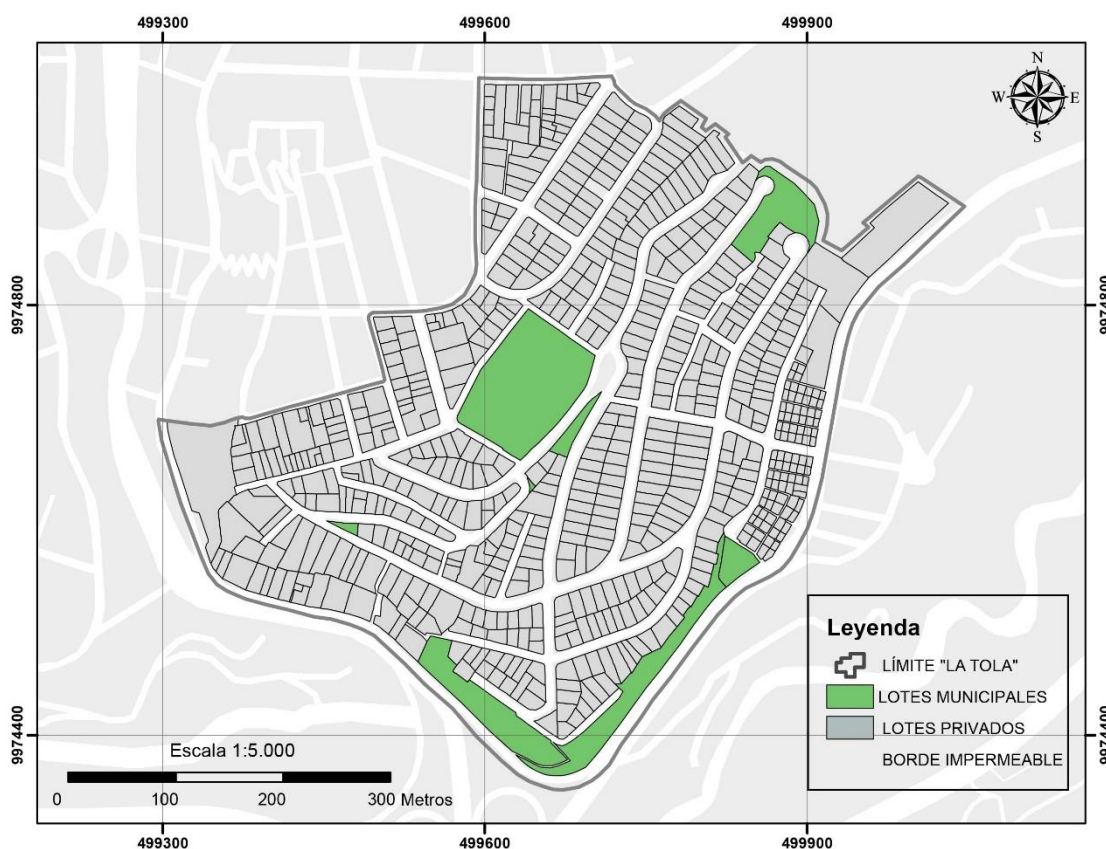 499300 499600 499900
N
W E
S
9974800 9974800
Leyenda
LÍMITE "LA TOLA"
LOTES MUNICIPALES
LOTES PRIVADOS
BORDE IMPERMEABLE
9974400 9974400
Escala 1:5.000
0 100 200 300 Metros
499300 499600 499900